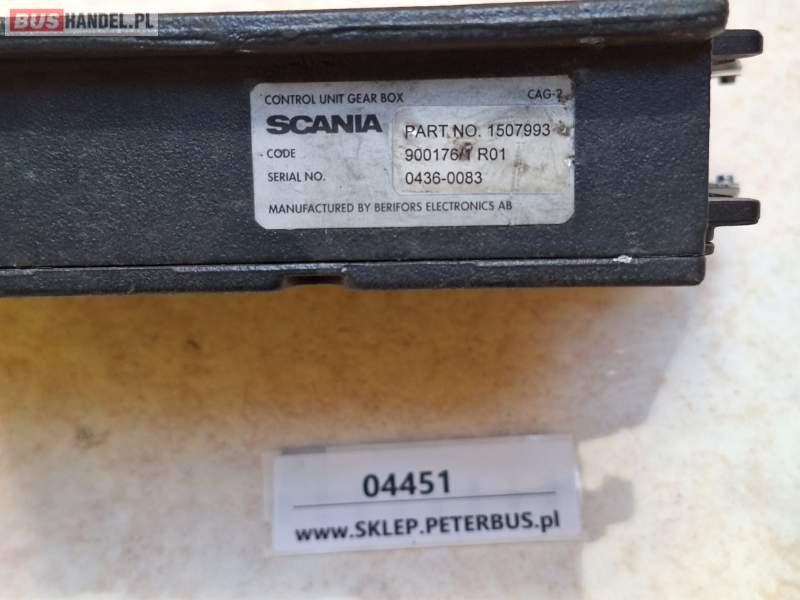 BUSHANDEL.PL
CONTROL UNIT GEAR BOX CAG-2
SCANIA PART NO. 1507993
CODE 900176/1 R01
SERIAL NO. 0436-0083
MANUFACTURED BY BERIFORS ELECTRONICS AB
04451
www.SKLEP.PETERBUS.pl